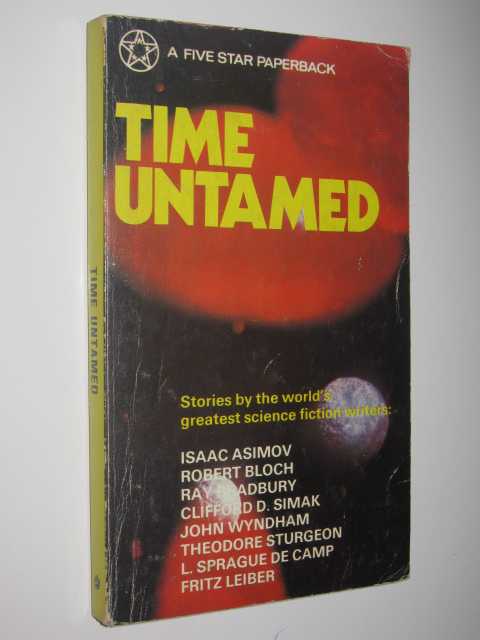 A FIVE STAR PAPERBACK
TIME
UNTAMED
TIME UNTAMED
Stories by the world's
greatest science fiction writers:
ISAAC ASIMOV
ROBERT BLOCH
RAY BRADBURY
CLIFFORD D. SIMAK
JOHN WYNDHAM
THEODORE STURGEON
L. SPRAGUE DE CAMP
FRITZ LEIBER